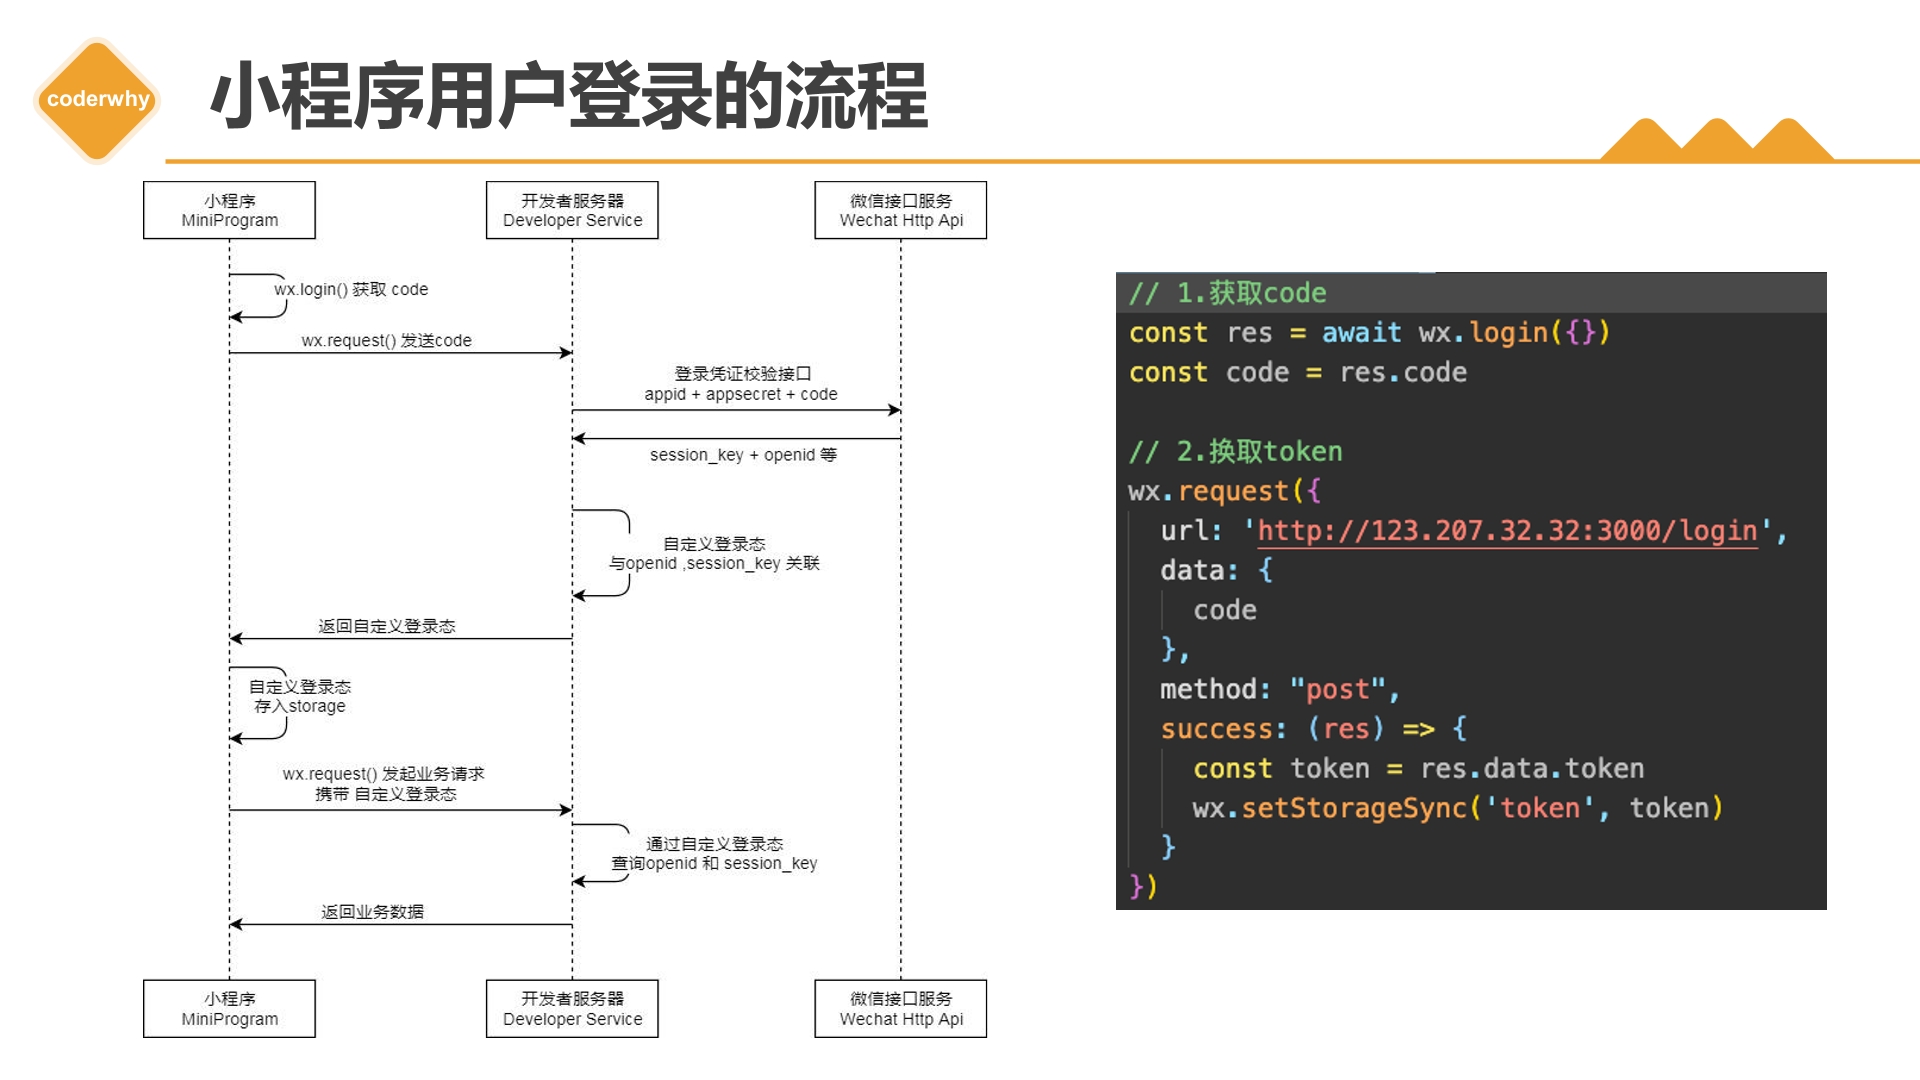 coderwhy
小程序用户登录的流程
小程序
MiniProgram
开发者服务器
Developer Service
微信接口服务
Wechat Http Api
wx.login() 获取 code
wx.request() 发送code
登录凭证校验接口
appid + appsecret + code
session_key + openid 等
自定义登录态
与openid ,session_key 关联
返回自定义登录态
自定义登录态
存入storage
wx.request() 发起业务请求
携带 自定义登录态
通过自定义登录态
查询openid 和 session_key
返回业务数据
小程序
MiniProgram
开发者服务器
Developer Service
微信接口服务
Wechat Http Api
// 1.获取code
const res = await wx.login({})
const code = res.code
// 2.换取token
wx.request({
url: 'http://123.207.32.32:3000/login',
data: {
code
},
method: "post",
success: (res) => {
const token = res.data.token
wx.setStorageSync('token', token)
}
})